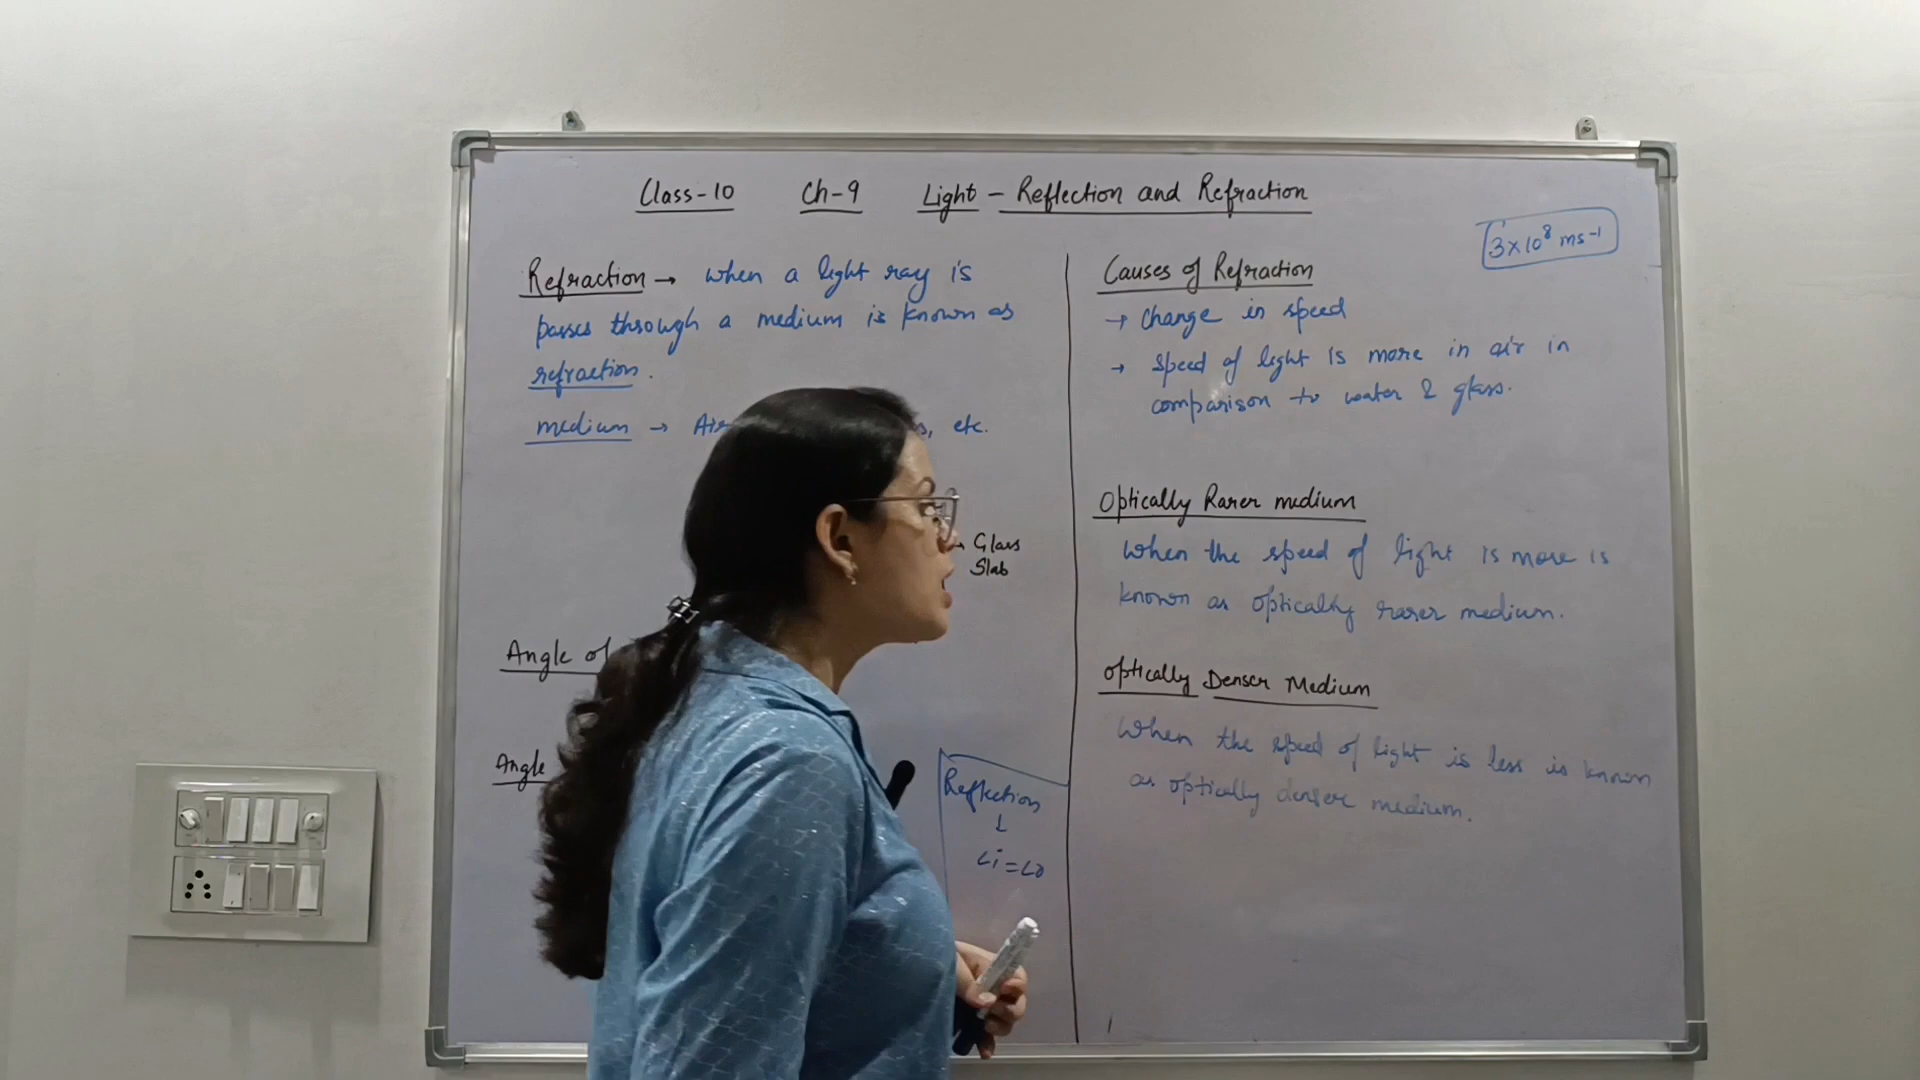 Class-10 Ch-9 Light - Reflection and Refraction
3×10⁸ ms⁻¹
Refraction → when a light ray is
passes through a medium is known as
refraction.
medium → Air etc.
Glass
Slab
Angle of
Angle
Reflection
↓
∠i = ∠r
Causes of Refraction
→ change in speed
→ speed of light is more in air in
comparison to water & glass.
Optically Rarer medium
When the speed of light is more is
known as optically rarer medium.
Optically Denser Medium
When the speed of light is less is known
as optically denser medium.